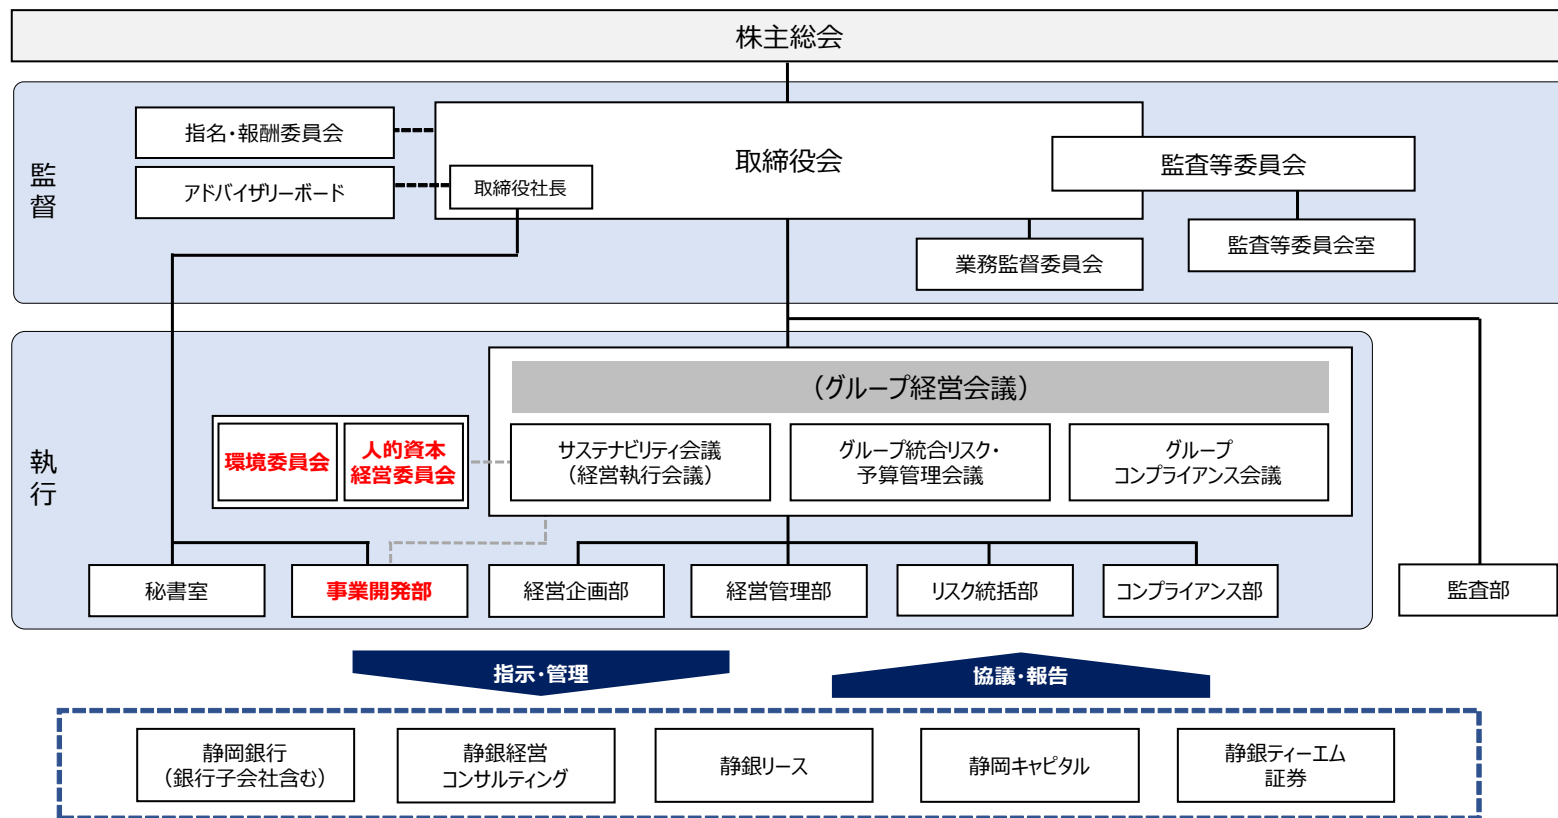 株主総会
監督
指名・報酬委員会
アドバイザリーボード
取締役会
取締役社長
監査等委員会
監査等委員会室
業務監督委員会
執行
（グループ経営会議）
環境委員会
人的資本
経営委員会
サステナビリティ会議
（経営執行会議）
グループ統合リスク・
予算管理会議
グループ
コンプライアンス会議
秘書室
事業開発部
経営企画部
経営管理部
リスク統括部
コンプライアンス部
監査部
指示・管理
協議・報告
静岡銀行
（銀行子会社含む）
静銀経営
コンサルティング
静銀リース
静岡キャピタル
静銀ティーエム
証券